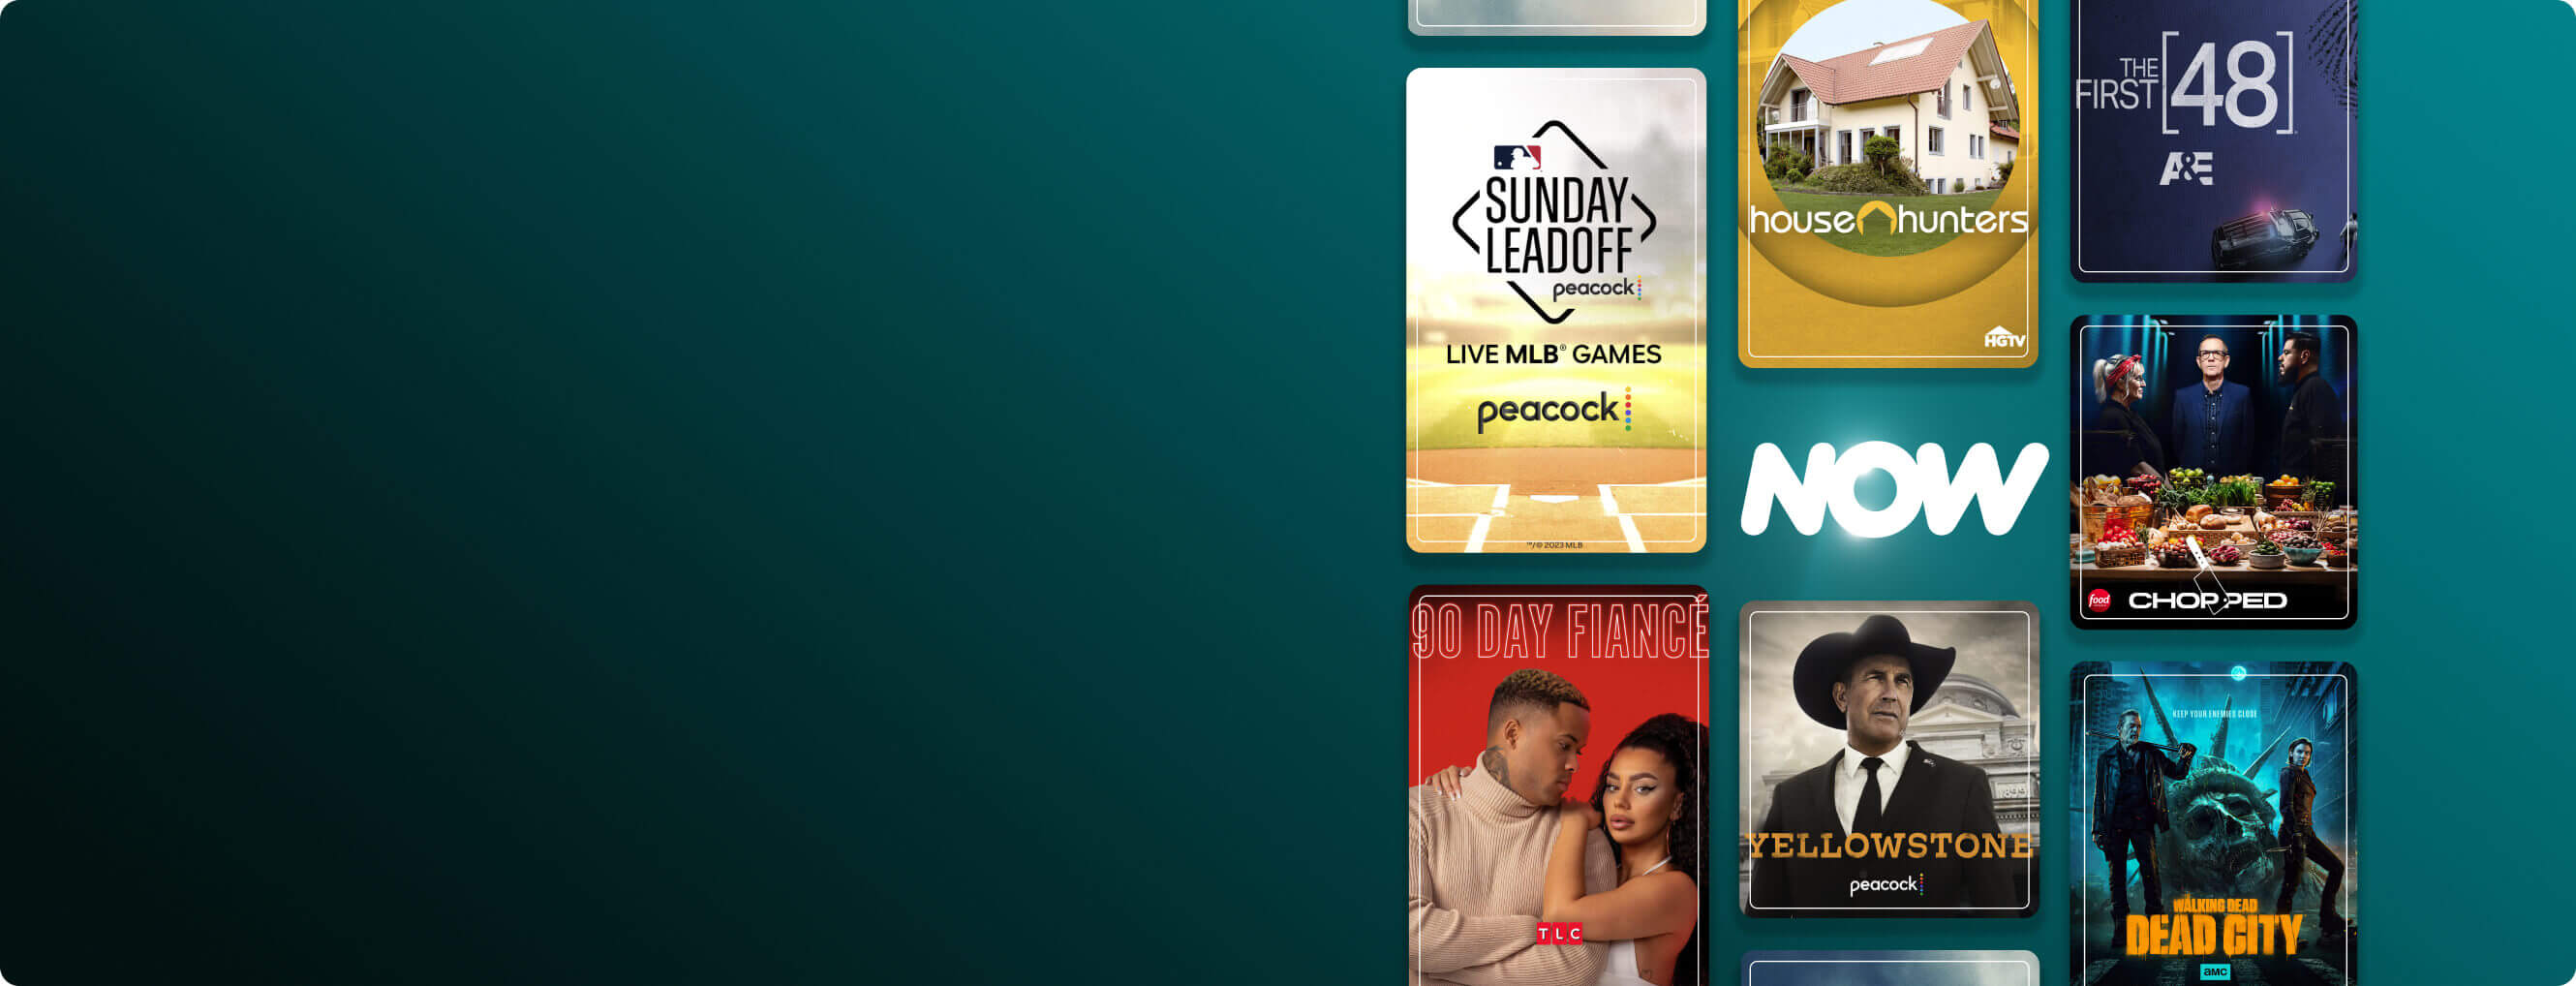 SUNDAY
LEADOFF
peacock
LIVE MLB® GAMES
peacock
™/© 2023 MLB
90 DAY FIANCÉ
TLC
house hunters
HGTV
NOW
1899
YELLOWSTONE
peacock
THE
FIRST [48]
A&E
food
CHOPPED
KEEP YOUR ENEMIES CLOSE
WALKING DEAD
DEAD CITY
aMC